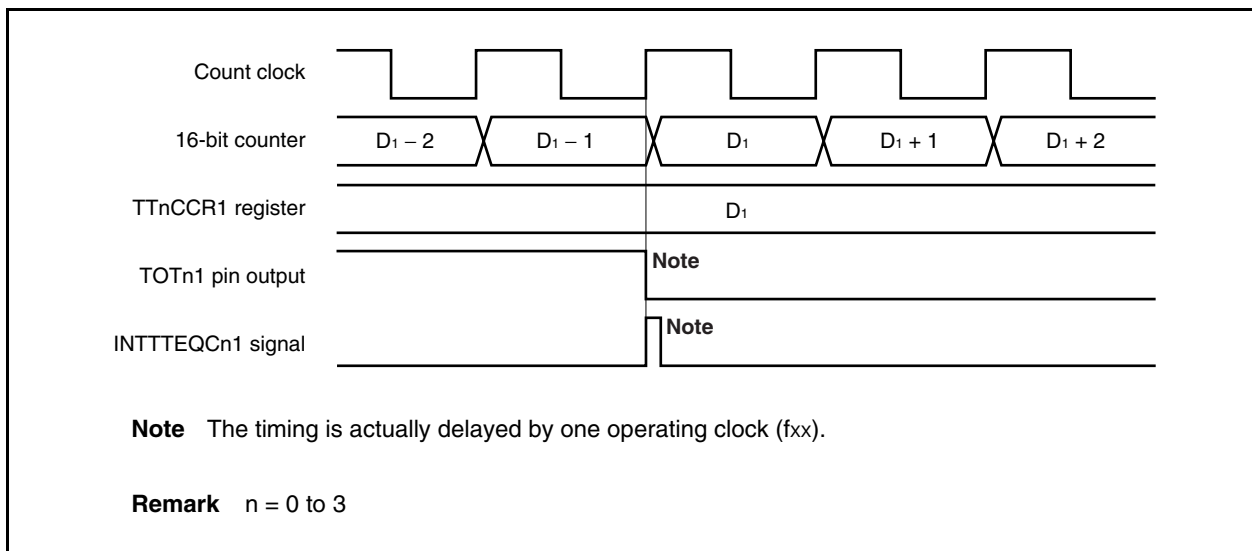 Count clock
16-bit counter D1 – 2 D1 – 1 D1 D1 + 1 D1 + 2
TTnCCR1 register D1
TOTn1 pin output Note
INTTTEQCn1 signal Note
Note The timing is actually delayed by one operating clock (fxx).
Remark n = 0 to 3